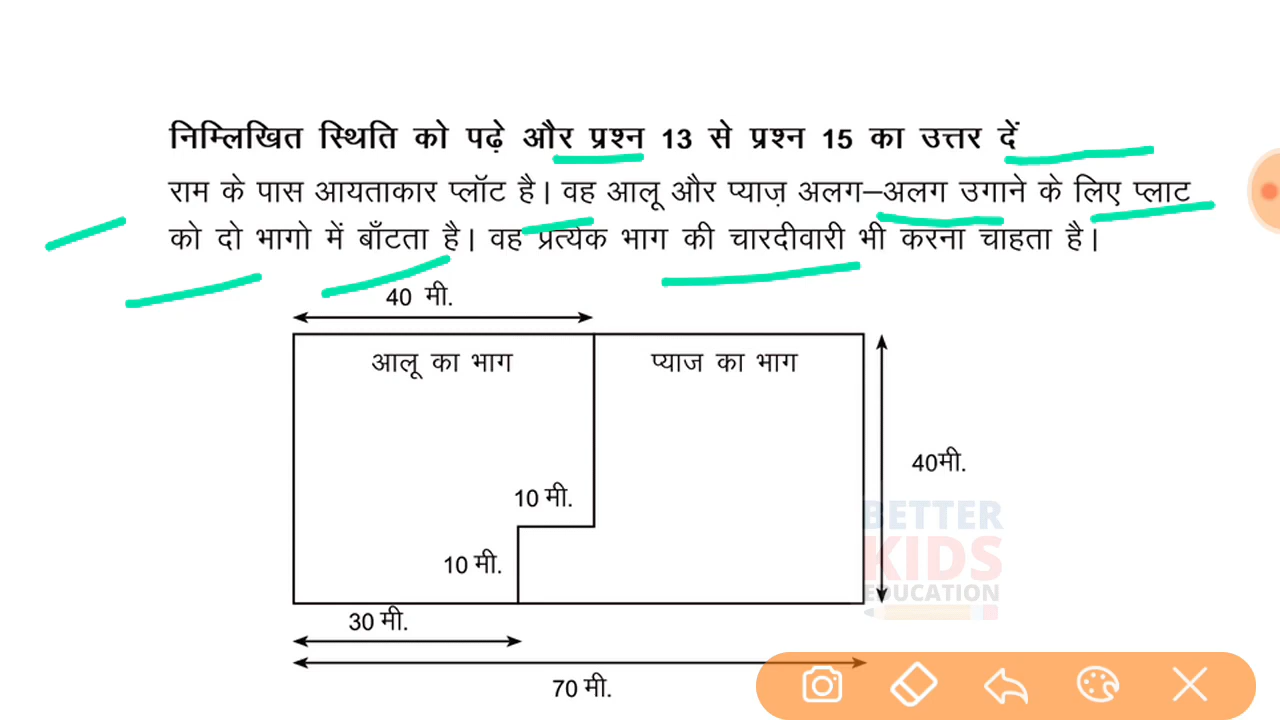 निम्लिखित स्थिति को पढ़े और प्रश्न 13 से प्रश्न 15 का उत्तर दें
राम के पास आयताकार प्लॉट है। वह आलू और प्याज़ अलग–अलग उगाने के लिए प्लाट
को दो भागो में बाँटता है। वह प्रत्येक भाग की चारदीवारी भी करना चाहता है।
40 मी.
आलू का भाग
प्याज का भाग
40मी.
10 मी.
10 मी.
BETTER
KIDS
EDUCATION
30 मी.
70 मी.